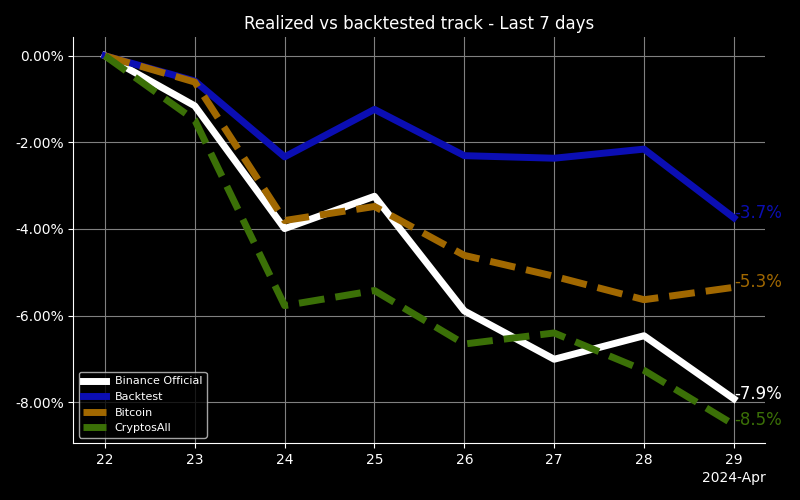 Realized vs backtested track - Last 7 days
0.00%
-2.00%
-4.00%
-6.00%
-8.00%
-3.7%
-5.3%
-7.9%
-8.5%
Binance Official
Backtest
Bitcoin
CryptosAll
22 23 24 25 26 27 28 29
2024-Apr